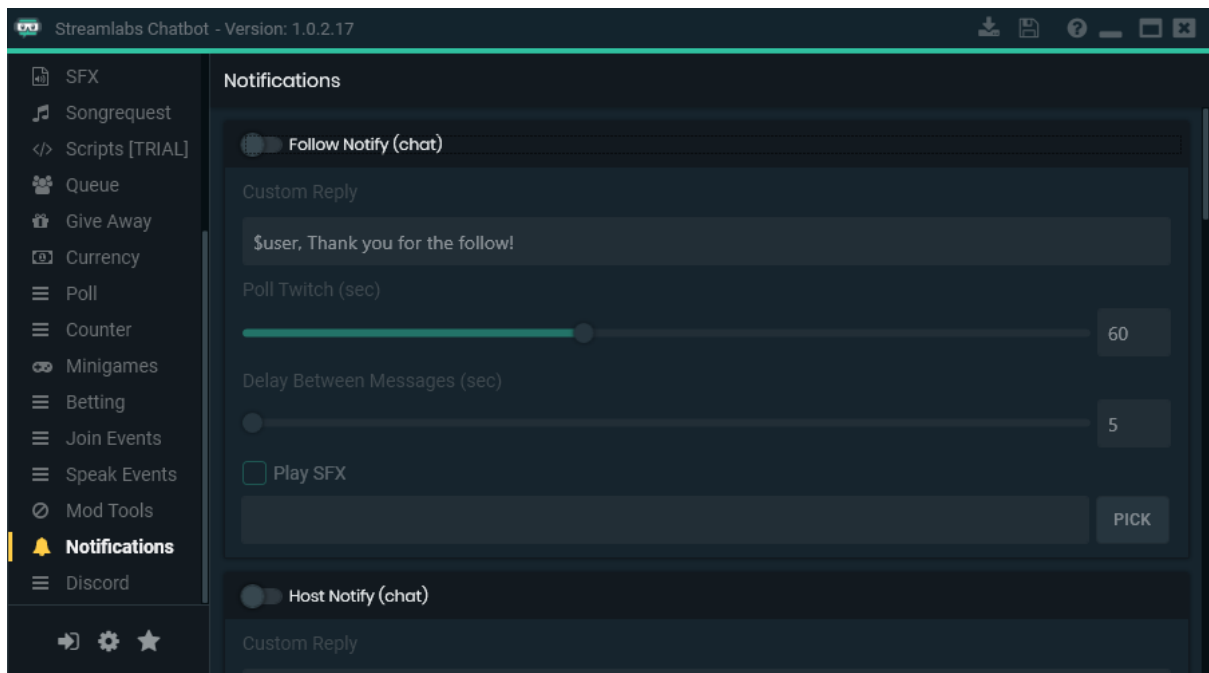 Streamlabs Chatbot - Version: 1.0.2.17
SFX
Songrequest
Scripts [TRIAL]
Queue
Give Away
Currency
Poll
Counter
Minigames
Betting
Join Events
Speak Events
Mod Tools
Notifications
Discord
Notifications
Follow Notify (chat)
Custom Reply
$user, Thank you for the follow!
Poll Twitch (sec)
60
Delay Between Messages (sec)
5
Play SFX
PICK
Host Notify (chat)
Custom Reply